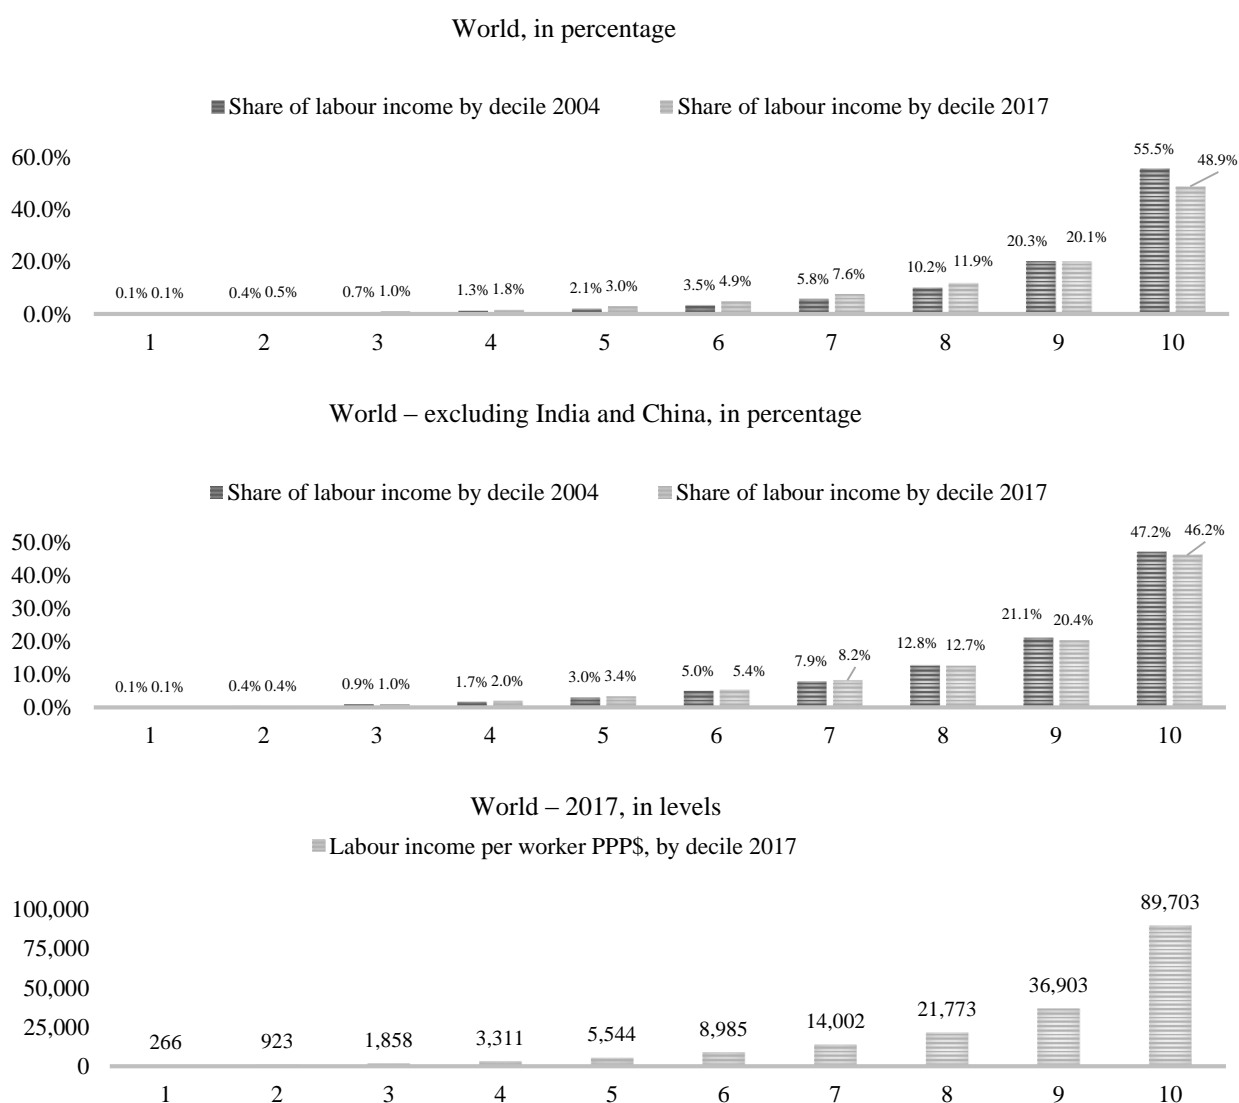 World, in percentage
Share of labour income by decile 2004 Share of labour income by decile 2017
60.0%
40.0%
20.0%
0.0%
0.1% 0.1% 0.4% 0.5% 0.7% 1.0% 1.3% 1.8% 2.1% 3.0% 3.5% 4.9% 5.8% 7.6% 10.2% 11.9% 20.3% 20.1% 55.5% 48.9%
1 2 3 4 5 6 7 8 9 10
World – excluding India and China, in percentage
Share of labour income by decile 2004 Share of labour income by decile 2017
50.0%
40.0%
30.0%
20.0%
10.0%
0.0%
0.1% 0.1% 0.4% 0.4% 0.9% 1.0% 1.7% 2.0% 3.0% 3.4% 5.0% 5.4% 7.9% 8.2% 12.8% 12.7% 21.1% 20.4% 47.2% 46.2%
1 2 3 4 5 6 7 8 9 10
World – 2017, in levels
Labour income per worker PPP$, by decile 2017
100,000
75,000
50,000
25,000
0
266 923 1,858 3,311 5,544 8,985 14,002 21,773 36,903 89,703
1 2 3 4 5 6 7 8 9 10